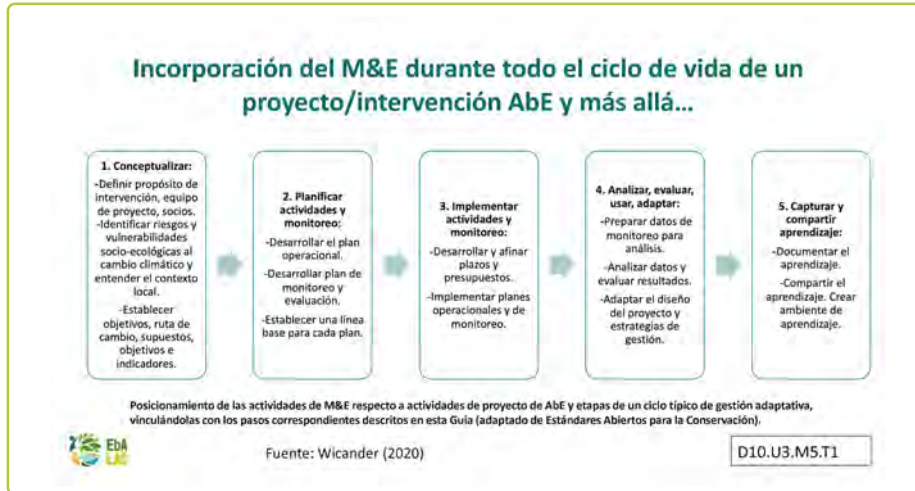 Incorporación del M&E durante todo el ciclo de vida de un
proyecto/intervención AbE y más allá...
1. Conceptualizar:
-Definir propósito de
intervención, equipo
de proyecto, socios.
-Identificar riesgos y
vulnerabilidades
socio-ecológicas al
cambio climático y
entender el contexto
local.
-Establecer
objetivos, ruta de
cambio, supuestos,
objetivos e
indicadores.
2. Planificar
actividades y
monitoreo:
-Desarrollar el plan
operacional.
-Desarrollar plan de
monitoreo y
evaluación.
-Establecer una línea
base para cada plan.
3. Implementar
actividades y
monitoreo:
-Desarrollar y afinar
plazos y
presupuestos.
-Implementar planes
operacionales y de
monitoreo.
4. Analizar, evaluar,
usar, adaptar:
-Preparar datos de
monitoreo para
análisis.
-Analizar datos y
evaluar resultados.
-Adaptar el diseño
del proyecto y
estrategias de
gestión.
5. Capturar y
compartir
aprendizaje:
-Documentar el
aprendizaje.
-Compartir el
aprendizaje. Crear
ambiente de
aprendizaje.
Posicionamiento de las actividades de M&E respecto a actividades de proyecto de AbE y etapas de un ciclo típico de gestión adaptativa,
vinculándolas con los pasos correspondientes descritos en esta Guía (adaptado de Estándares Abiertos para la Conservación).
EbA
LAC
Fuente: Wicander (2020)
D10.U3.M5.T1